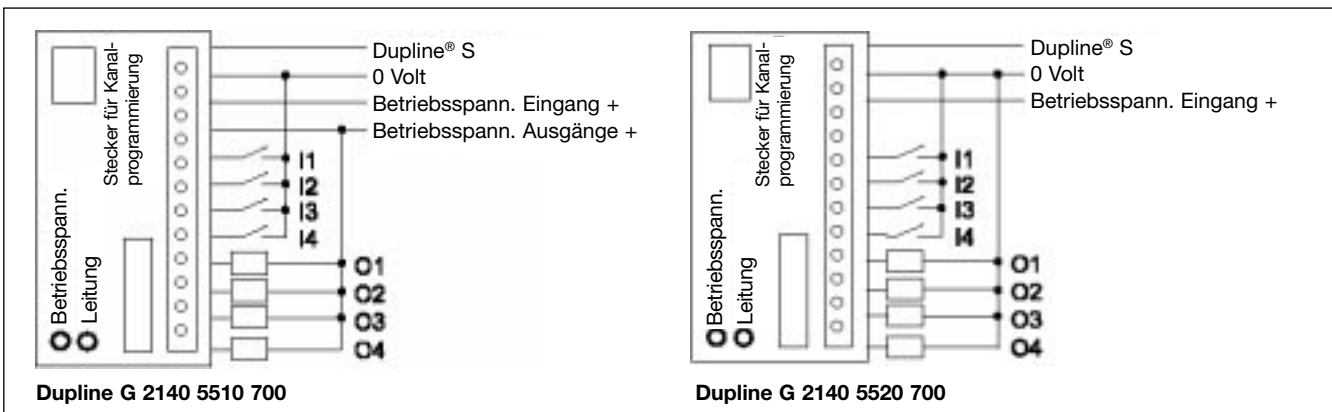 Stecker für Kanal-
programmierung
Betriebsspann.
Leitung
Dupline® S
0 Volt
Betriebsspann. Eingang +
Betriebsspann. Ausgänge +
I1
I2
I3
I4
O1
O2
O3
O4
Dupline G 2140 5510 700
Stecker für Kanal-
programmierung
Betriebsspann.
Leitung
Dupline® S
0 Volt
Betriebsspann. Eingang +
I1
I2
I3
I4
O1
O2
O3
O4
Dupline G 2140 5520 700